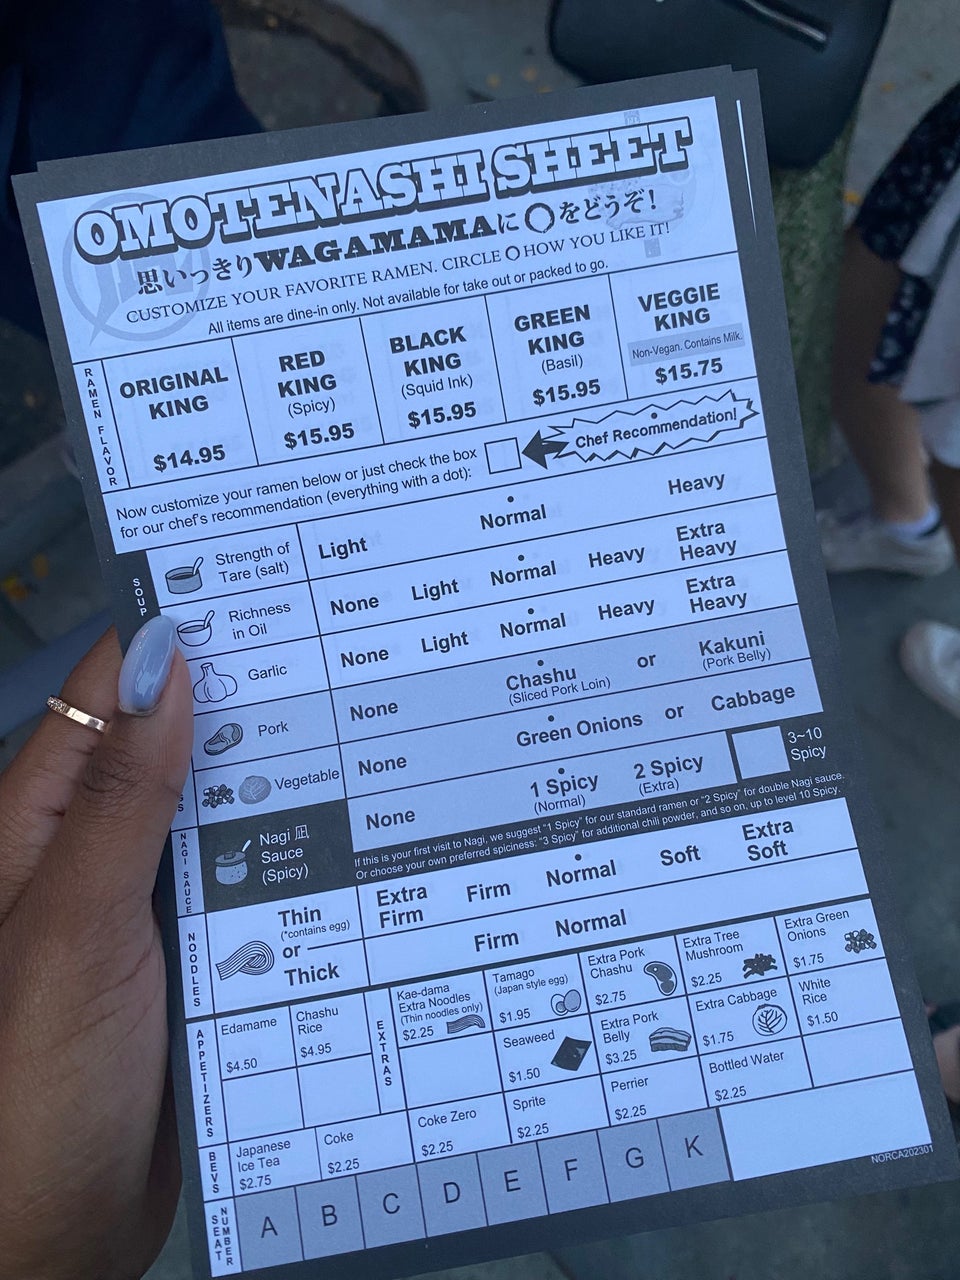 OMOTENASHI SHEET
思いっきりWAGAMAMAに〇をどうぞ!
CUSTOMIZE YOUR FAVORITE RAMEN. CIRCLE O HOW YOU LIKE IT!
All items are dine-in only. Not available for take out or packed to go.
RAMEN FLAVOR
ORIGINAL
KING
$14.95
RED
KING
(Spicy)
$15.95
BLACK
KING
(Squid Ink)
$15.95
GREEN
KING
(Basil)
$15.95
VEGGIE
KING
Non-Vegan. Contains Milk.
$15.75
Now customize your ramen below or just check the box
for our chef's recommendation (everything with a dot):
Chef Recommendation!
SOUP
Strength of
Tare (salt)
Light
Normal
Heavy
Richness
in Oil
None
Light
Normal
Heavy
Extra
Heavy
Garlic
None
Light
Normal
Heavy
Extra
Heavy
Pork
None
Chashu
(Sliced Pork Loin)
or
Kakuni
(Pork Belly)
Vegetable
None
Green Onions
or
Cabbage
NAGI SAUCE
Nagi 凪
Sauce
(Spicy)
None
1 Spicy
(Normal)
2 Spicy
(Extra)
3~10
Spicy
If this is your first visit to Nagi, we suggest "1 Spicy" for our standard ramen or "2 Spicy" for double Nagi sauce.
Or choose your own preferred spiciness: "3 Spicy" for additional chili powder, and so on, up to level 10 Spicy.
NOODLES
Thin
(*contains egg)
or
Thick
Extra
Firm
Firm
Normal
Soft
Extra
Soft
Firm
Normal
APPETIZERS
Edamame
$4.50
Chashu
Rice
$4.95
EXTRAS
Kae-dama
Extra Noodles
(Thin noodles only)
$2.25
Tamago
(Japan style egg)
$1.95
Extra Pork
Chashu
$2.75
Extra Tree
Mushroom
$2.25
Extra Green
Onions
$1.75
Seaweed
$1.50
Extra Pork
Belly
$3.25
Extra Cabbage
$1.75
White
Rice
$1.50
BEVS
Japanese
Ice Tea
$2.75
Coke
$2.25
Coke Zero
$2.25
Sprite
$2.25
Perrier
$2.25
Bottled Water
$2.25
SEAT NUMBER
A
B
C
D
E
F
G
K
NORCA202301